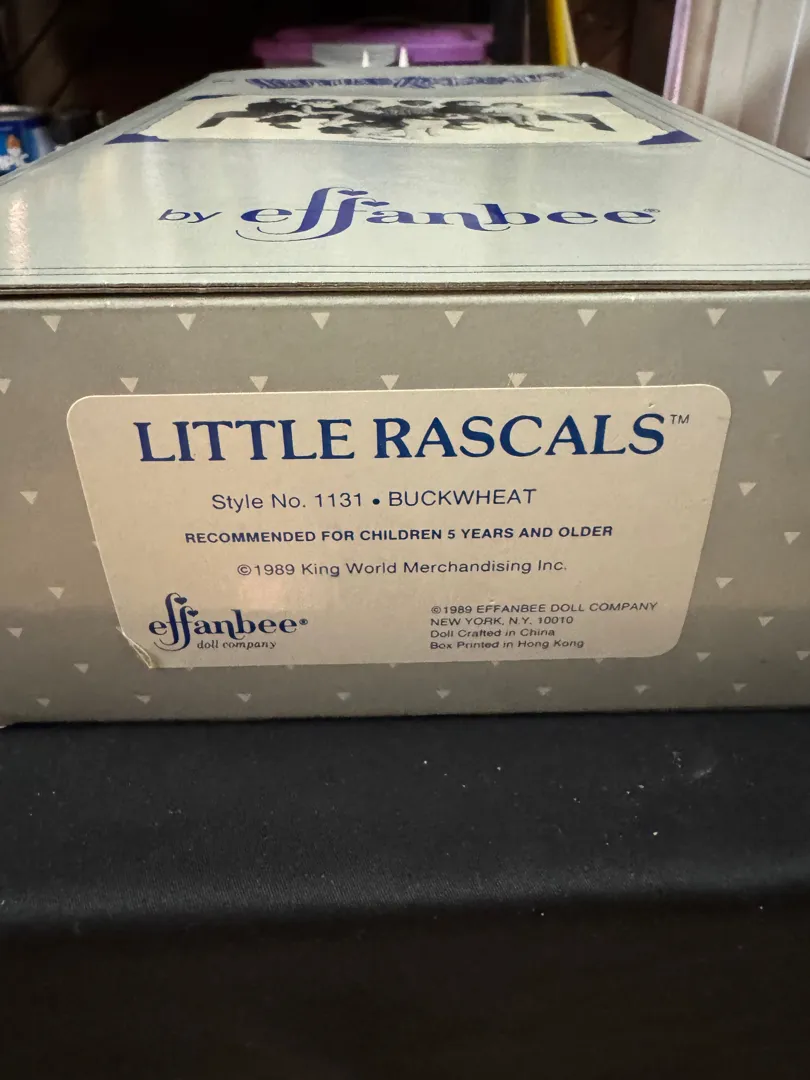 by effanbee®
LITTLE RASCALS™
Style No. 1131 • BUCKWHEAT
RECOMMENDED FOR CHILDREN 5 YEARS AND OLDER
©1989 King World Merchandising Inc.
effanbee®
doll company
©1989 EFFANBEE DOLL COMPANY
NEW YORK, N.Y. 10010
Doll Crafted in China
Box Printed in Hong Kong